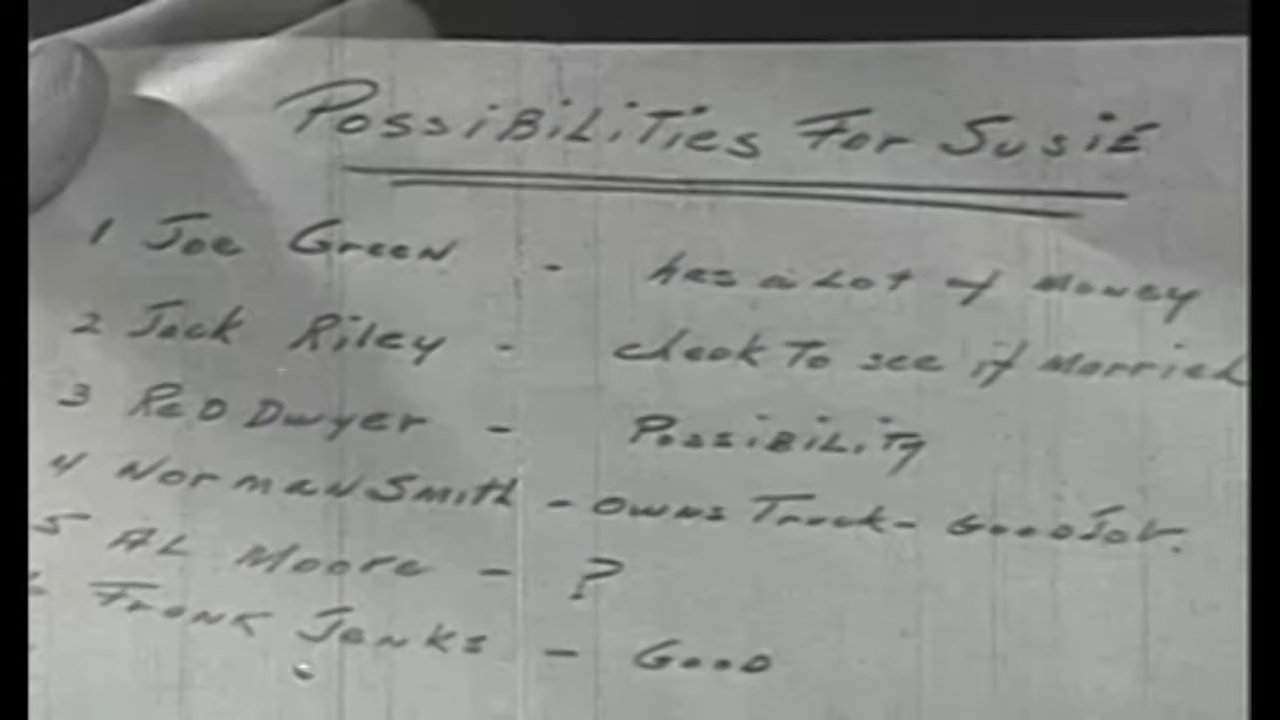 Possibilities For Susie
1 Joe Green - has a Lot of Money
2 Jack Riley - check To see if Married
3 Red Dwyer - Possibility
4 Norman Smith - owns Truck - Good Job.
5 AL Moore - ?
6 Frank Jenks - Good